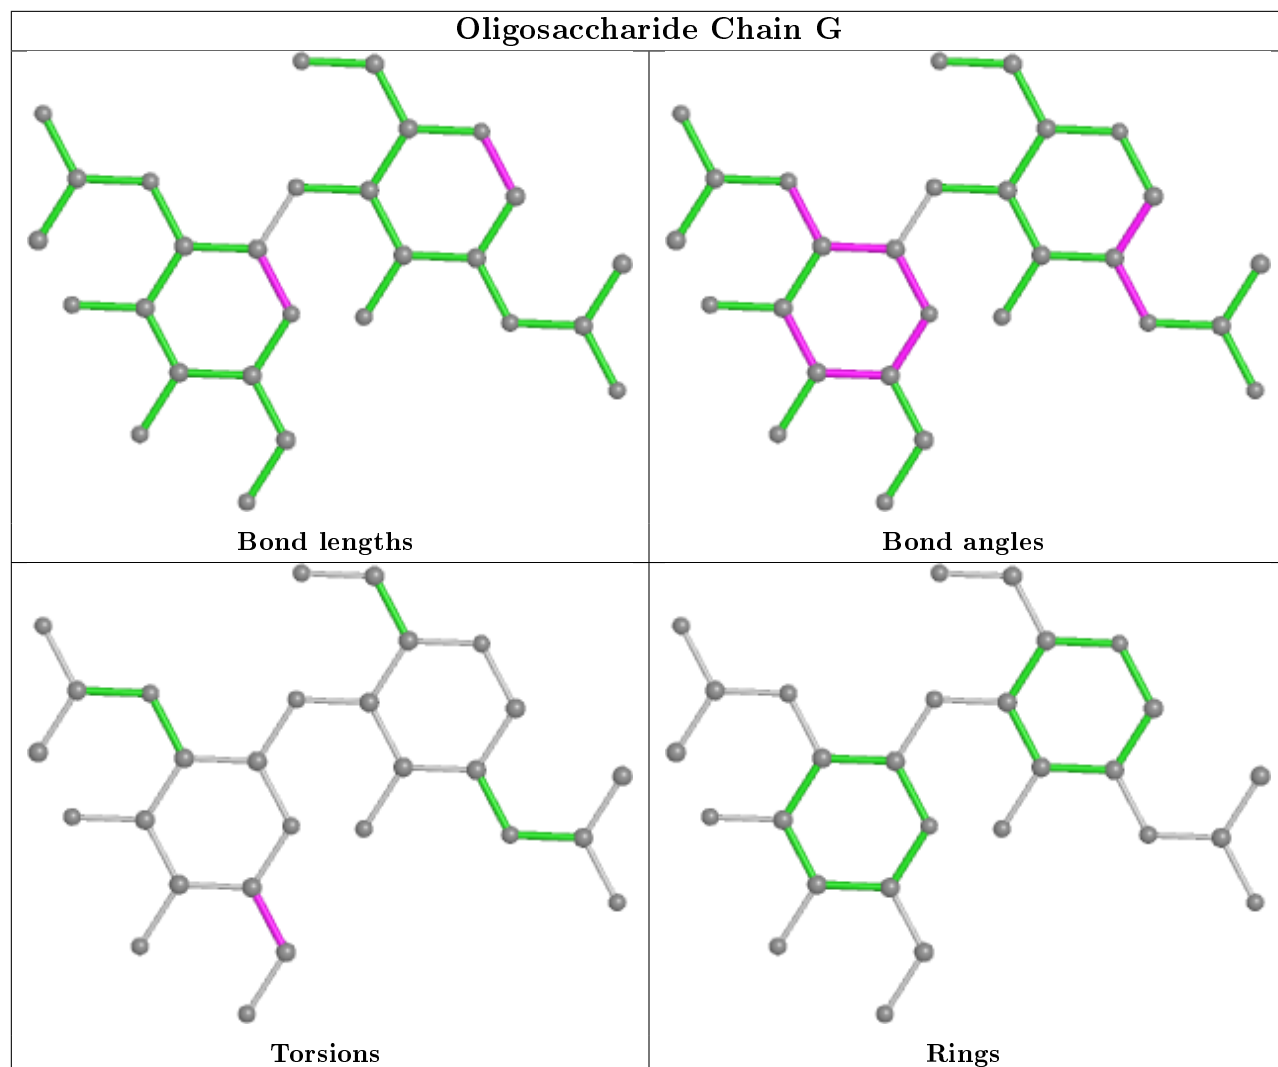 Oligosaccharide Chain G
Bond lengths
Bond angles
Torsions
Rings